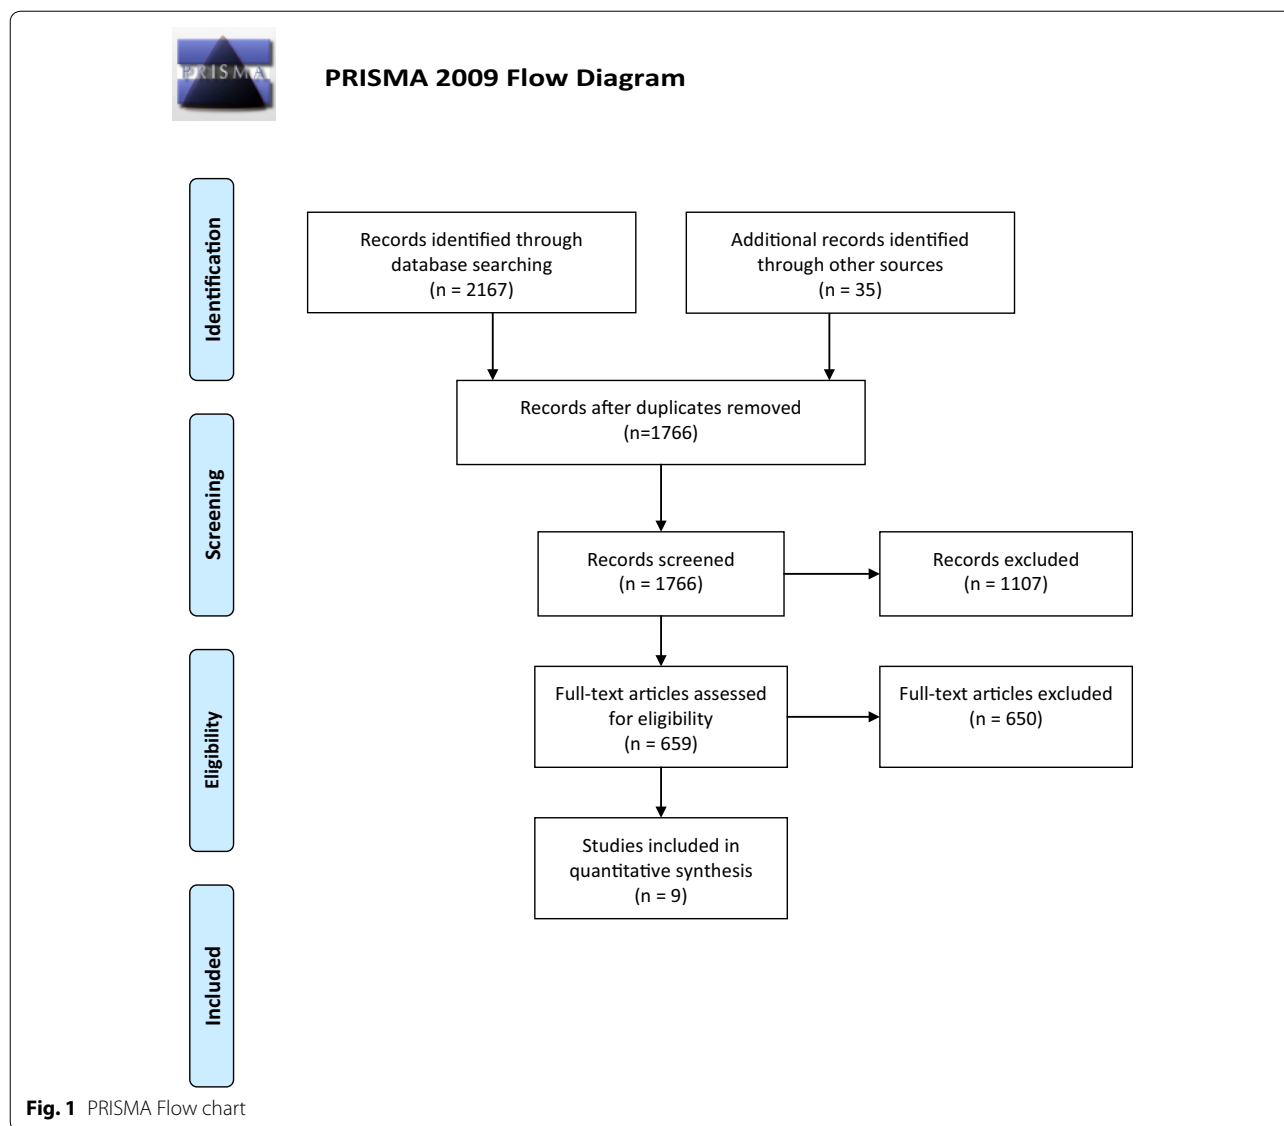 PRISMA
PRISMA 2009 Flow Diagram
Identification
Records identified through
database searching
(n = 2167)
Additional records identified
through other sources
(n = 35)
Records after duplicates removed
(n=1766)
Screening
Records screened
(n = 1766)
Records excluded
(n = 1107)
Eligibility
Full-text articles assessed
for eligibility
(n = 659)
Full-text articles excluded
(n = 650)
Studies included in
quantitative synthesis
(n = 9)
Included
Fig. 1 PRISMA Flow chart